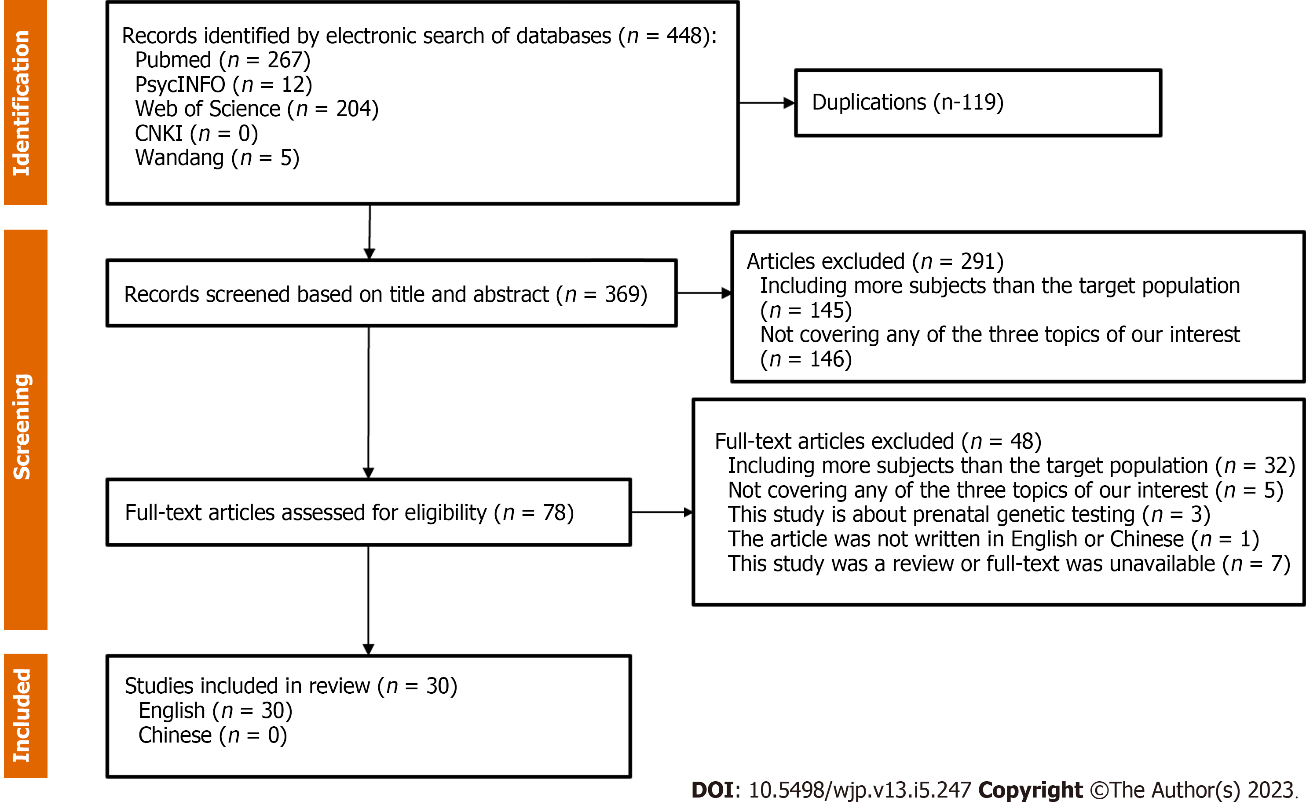 Identification
Records identified by electronic search of databases (n = 448):
Pubmed (n = 267)
PsycINFO (n = 12)
Web of Science (n = 204)
CNKI (n = 0)
Wandang (n = 5)
Duplications (n-119)
Screening
Records screened based on title and abstract (n = 369)
Articles excluded (n = 291)
Including more subjects than the target population
(n = 145)
Not covering any of the three topics of our interest
(n = 146)
Full-text articles assessed for eligibility (n = 78)
Full-text articles excluded (n = 48)
Including more subjects than the target population (n = 32)
Not covering any of the three topics of our interest (n = 5)
This study is about prenatal genetic testing (n = 3)
The article was not written in English or Chinese (n = 1)
This study was a review or full-text was unavailable (n = 7)
Included
Studies included in review (n = 30)
English (n = 30)
Chinese (n = 0)
DOI: 10.5498/wjp.v13.i5.247 Copyright ©The Author(s) 2023.